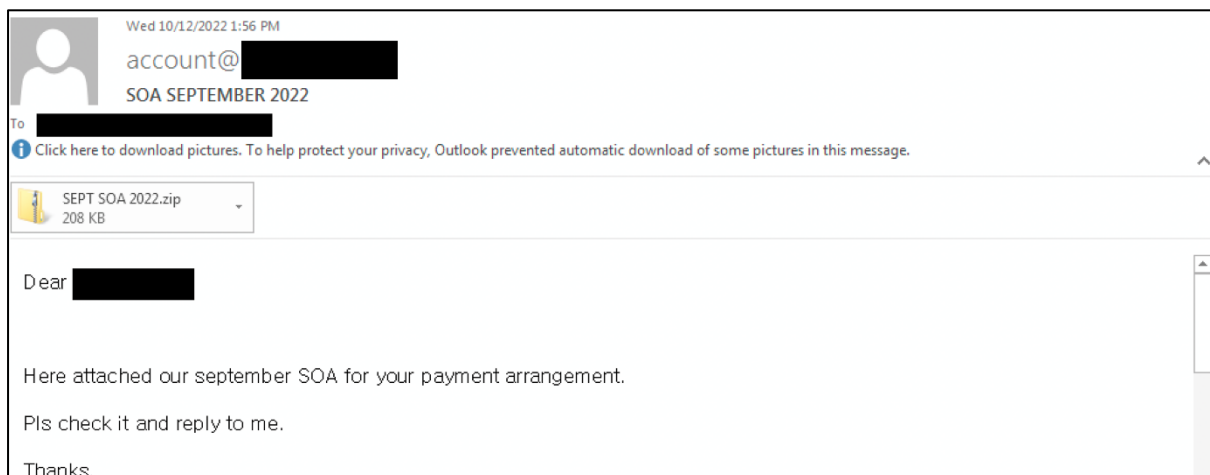 Wed 10/12/2022 1:56 PM
account@
SOA SEPTEMBER 2022
To
Click here to download pictures. To help protect your privacy, Outlook prevented automatic download of some pictures in this message.
SEPT SOA 2022.zip
208 KB
Dear
Here attached our september SOA for your payment arrangement.
Pls check it and reply to me.
Thanks